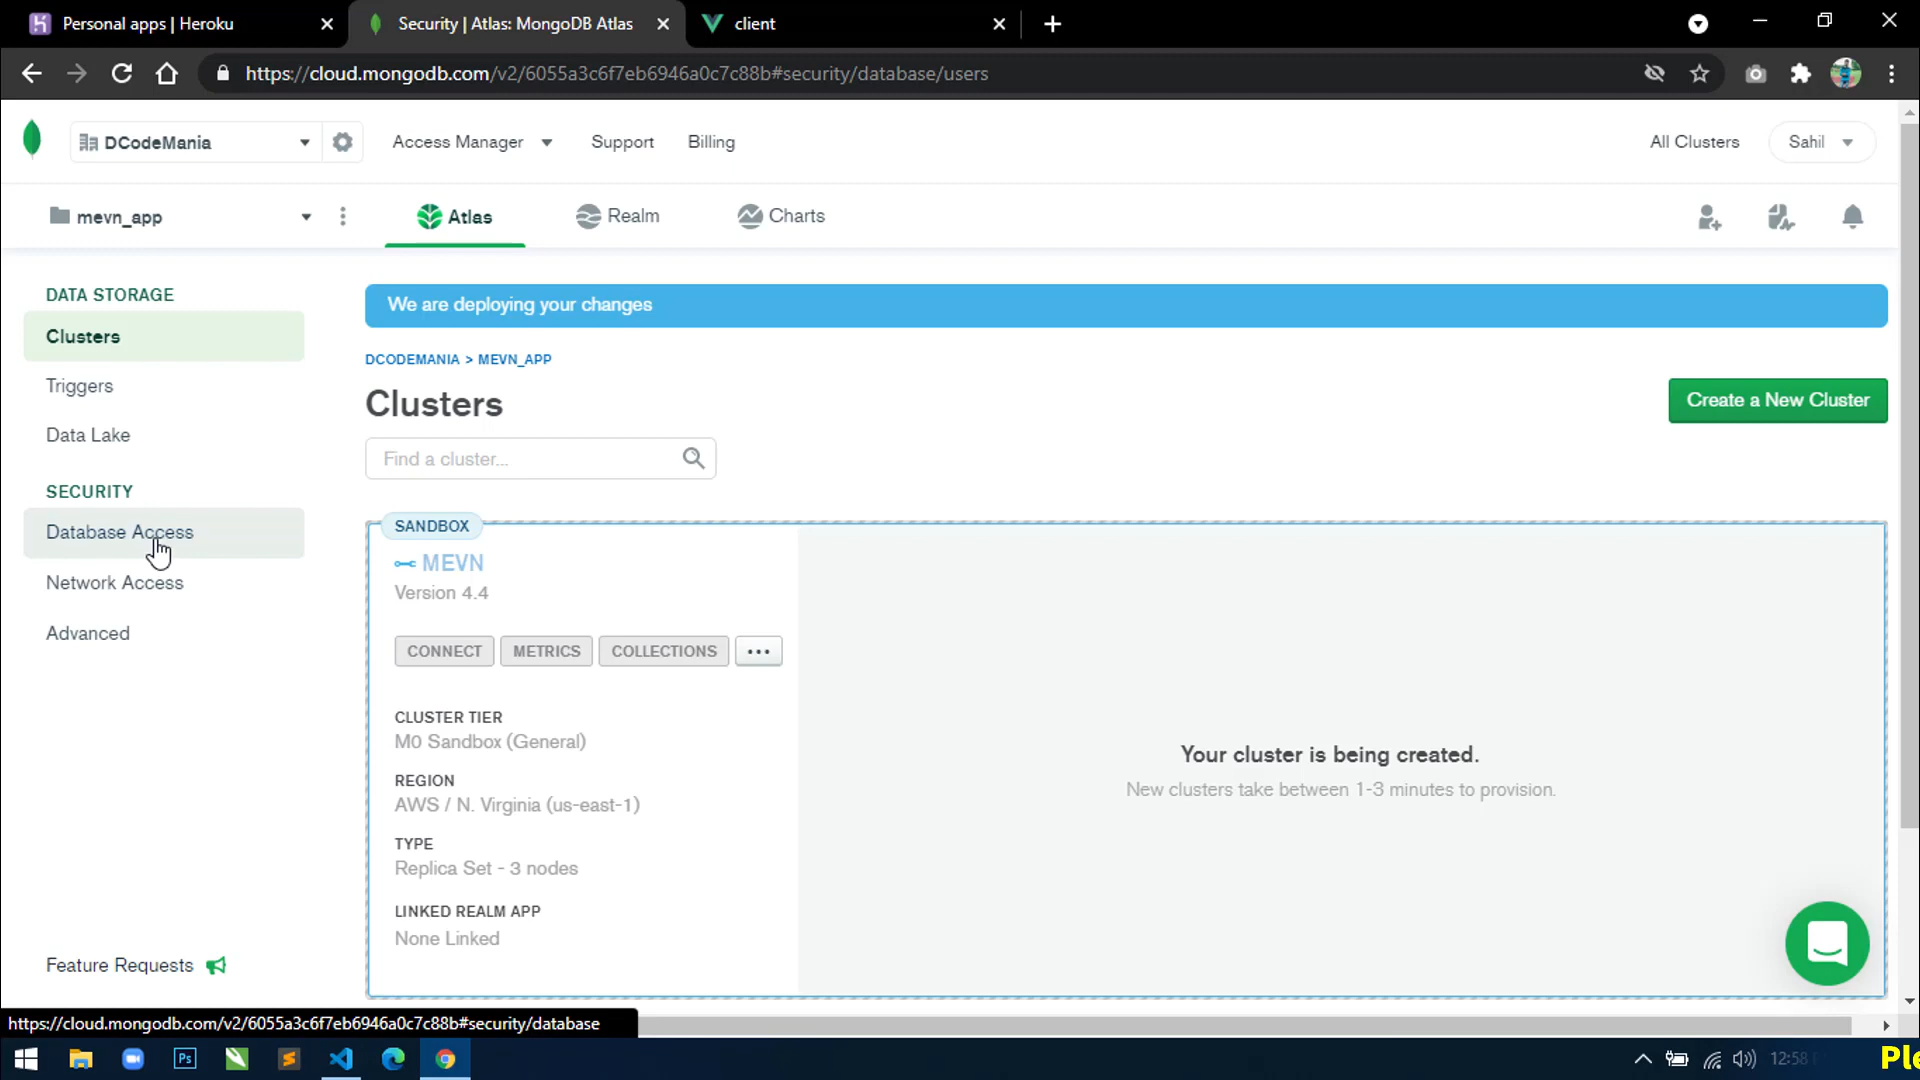 Personal apps | Heroku
Security | Atlas: MongoDB Atlas
client
https://cloud.mongodb.com/v2/6055a3c6f7eb6946a0c7c88b#security/database/users
DCodeMania
Access Manager
Support
Billing
All Clusters
Sahil
mevn_app
Atlas
Realm
Charts
DATA STORAGE
Clusters
Triggers
Data Lake
SECURITY
Database Access
Network Access
Advanced
Feature Requests
We are deploying your changes
DCODEMANIA > MEVN_APP
Clusters
Create a New Cluster
Find a cluster...
SANDBOX
MEVN
Version 4.4
CONNECT
METRICS
COLLECTIONS
...
CLUSTER TIER
M0 Sandbox (General)
REGION
AWS / N. Virginia (us-east-1)
TYPE
Replica Set - 3 nodes
LINKED REALM APP
None Linked
Your cluster is being created.
New clusters take between 1-3 minutes to provision.
https://cloud.mongodb.com/v2/6055a3c6f7eb6946a0c7c88b#security/database
Ps
12:58